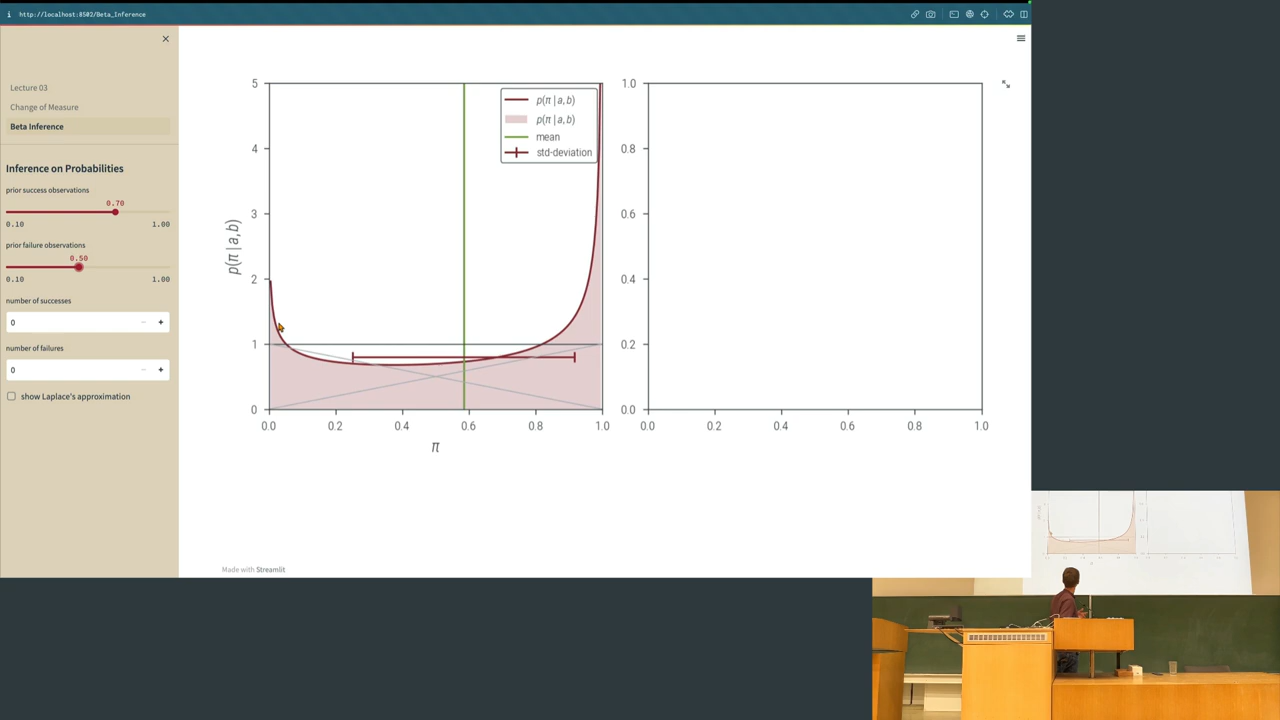 http://localhost:8502/Beta_Inference
Lecture 03
Change of Measure
Beta Inference
Inference on Probabilities
prior success observations
0.70
0.10 1.00
prior failure observations
0.50
0.10 1.00
number of successes
0
number of failures
0
show Laplace's approximation
5
4
3
2
1
0
p(π | a, b)
0.0 0.2 0.4 0.6 0.8 1.0
π
p(π | a, b)
p(π | a, b)
mean
std-deviation
1.0
0.8
0.6
0.4
0.2
0.0
0.0 0.2 0.4 0.6 0.8 1.0
Made with Streamlit